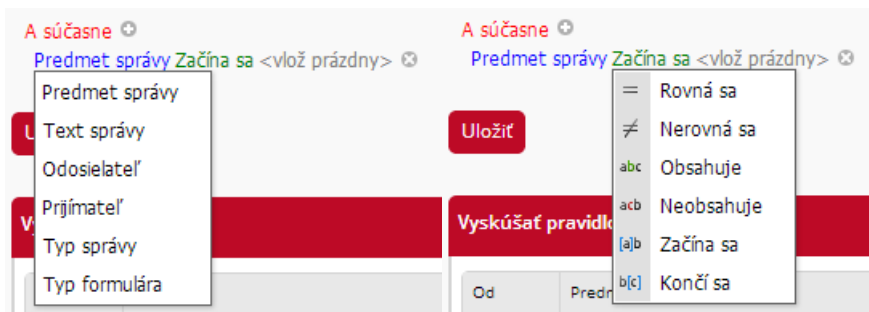 A súčasne
Predmet správy Začína sa <vlož prázdny>
Predmet správy
Text správy
Odosielateľ
Prijímateľ
Typ správy
Typ formulára
A súčasne
Predmet správy Začína sa <vlož prázdny>
= Rovná sa
≠ Nerovná sa
abc Obsahuje
acb Neobsahuje
[a]b Začína sa
b[c] Končí sa
Uložiť
Vyskúšať pravidlo
Od